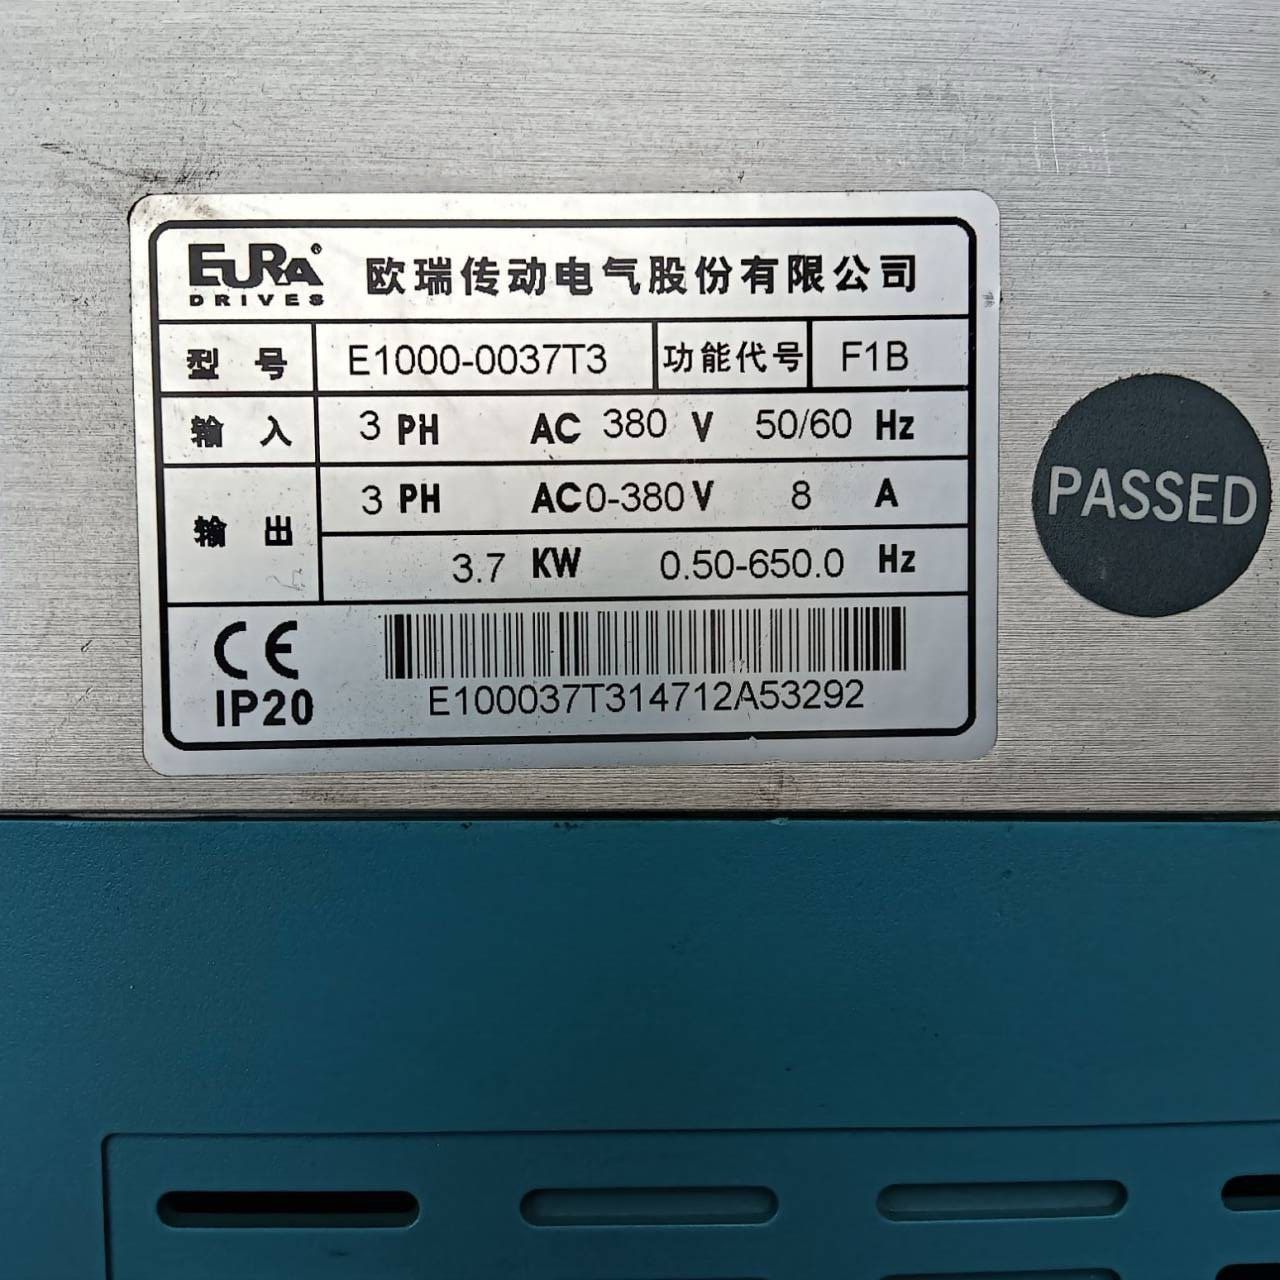 EURA®
DRIVES
欧瑞传动电气股份有限公司
型 号 E1000-0037T3 功能代号 F1B
输 入 3 PH AC 380 V 50/60 Hz
输 出 3 PH AC 0-380 V 8 A
3.7 KW 0.50-650.0 Hz
CE
IP20
E100037T314712A53292
PASSED